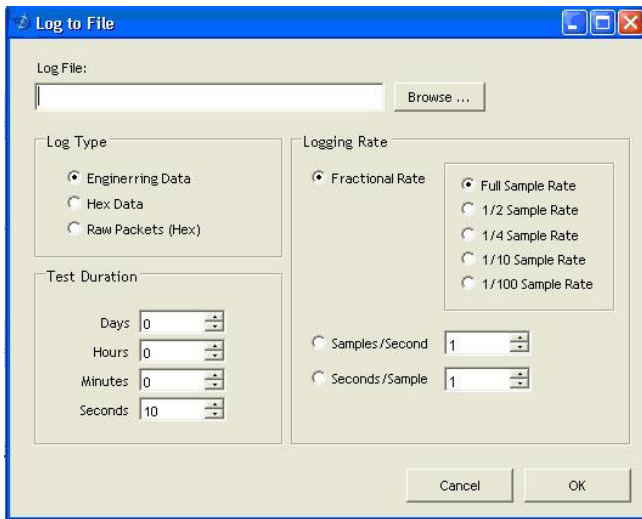 Log to File
Log File:
Browse ...
Log Type
Enginerring Data
Hex Data
Raw Packets (Hex)
Test Duration
Days 0
Hours 0
Minutes 0
Seconds 10
Logging Rate
Fractional Rate
Full Sample Rate
1/2 Sample Rate
1/4 Sample Rate
1/10 Sample Rate
1/100 Sample Rate
Samples/Second 1
Seconds/Sample 1
Cancel
OK